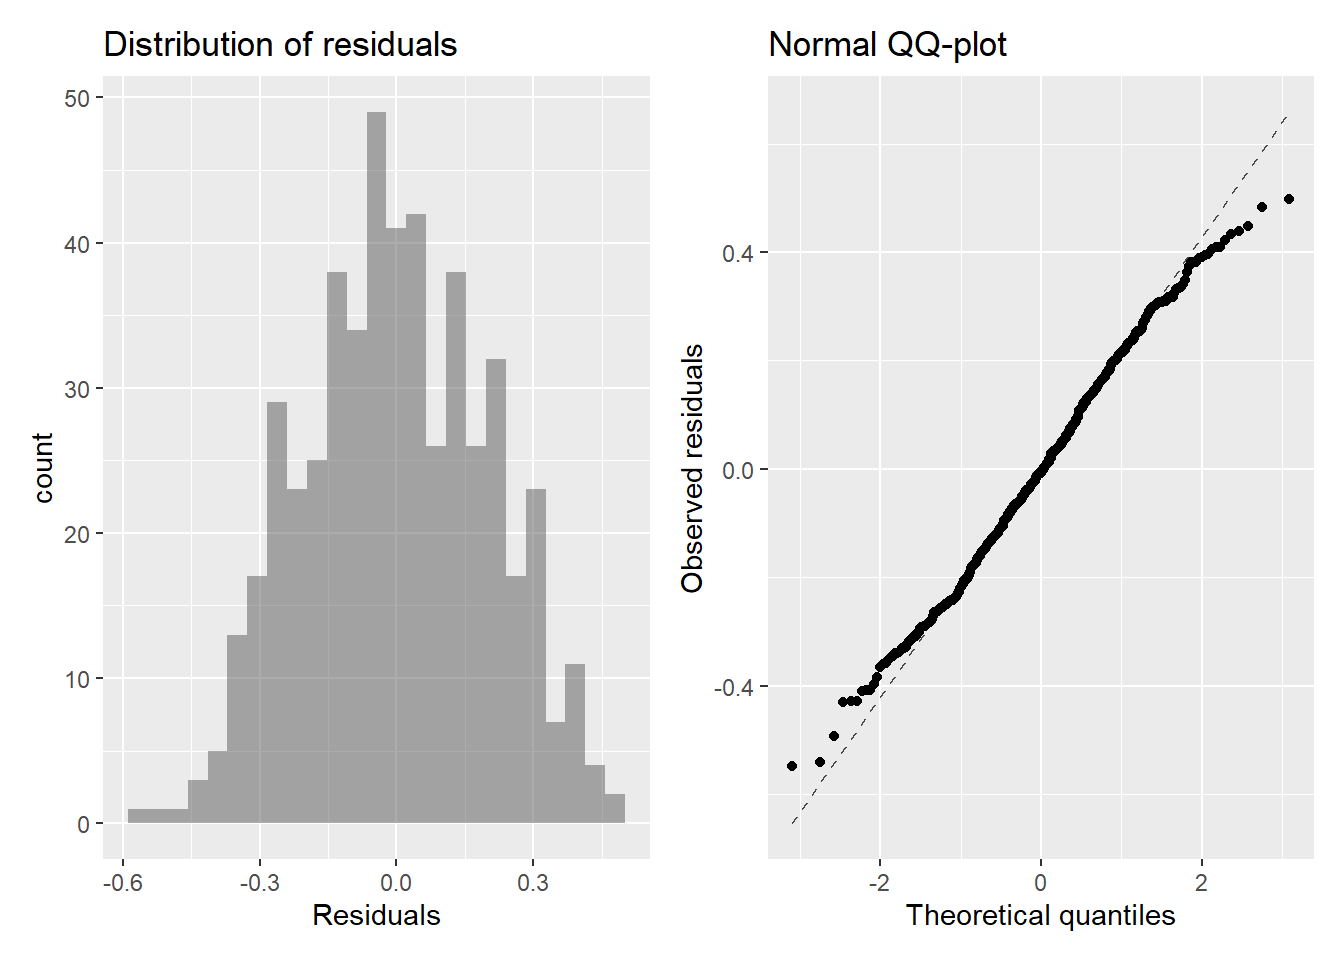 Distribution of residuals
50
40
30
20
10
0
count
-0.6
-0.3
0.0
0.3
Residuals
Normal QQ-plot
0.4
0.0
-0.4
Observed residuals
-2
0
2
Theoretical quantiles